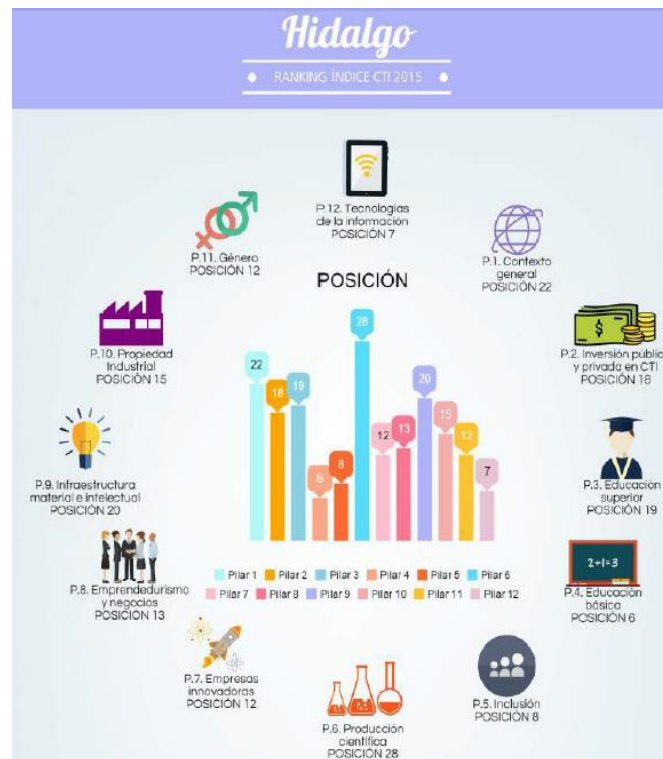 Hidalgo
RANKING ÍNDICE CTI 2015
P.12. Tecnologías
de la información
POSICIÓN 7
P.11. Género
POSICIÓN 12
P.1. Contexto
general
POSICIÓN 22
POSICIÓN
P.10. Propiedad
Industrial
POSICIÓN 15
$
P.2. Inversión públic
y privada en CTI
POSICIÓN 18
22
18
19
6
8
28
12
13
20
15
12
7
P.9. Infraestructura
material e intelectual
POSICIÓN 20
P.3. Educación
superior
POSICIÓN 19
Pilar 1 Pilar 2 Pilar 3 Pilar 4 Pilar 5 Pilar 6
Pilar 7 Pilar 8 Pilar 9 Pilar 10 Pilar 11 Pilar 12
P.8. Emprendedurismo
y negocios
POSICIÓN 13
2+1=3
P.4. Educación
básica
POSICIÓN 6
P.7. Empresas
innovadoras
POSICIÓN 12
P.5. Inclusión
POSICIÓN 8
P.6. Producción
científica
POSICIÓN 28